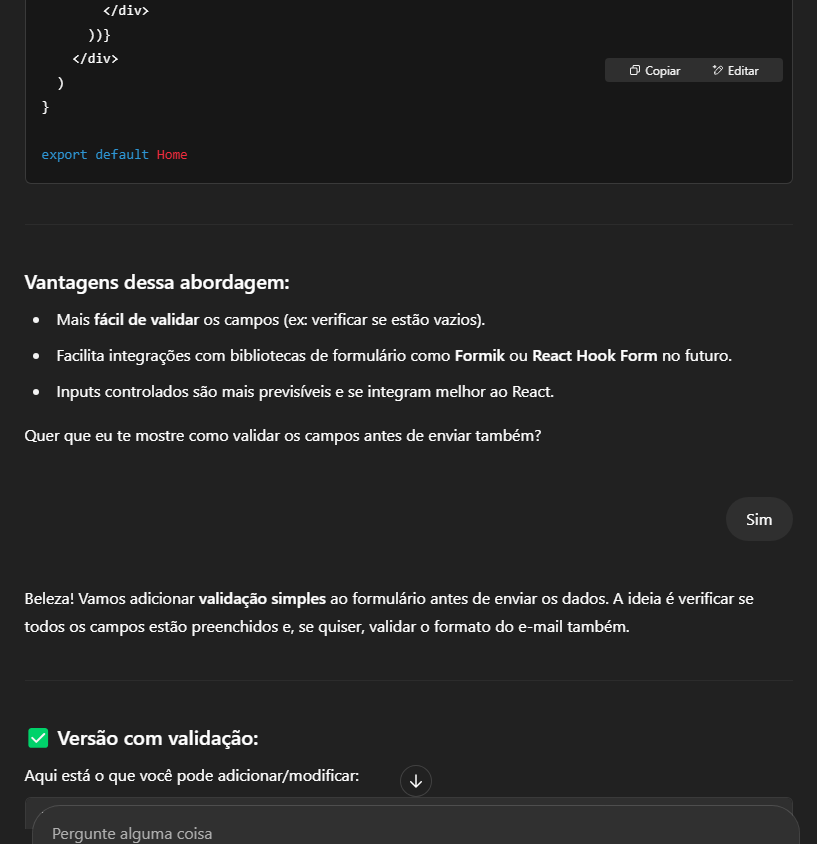 </div>
))}
</div>
Copiar Editar
)
}
export default Home
Vantagens dessa abordagem:
• Mais fácil de validar os campos (ex: verificar se estão vazios).
• Facilita integrações com bibliotecas de formulário como Formik ou React Hook Form no futuro.
• Inputs controlados são mais previsíveis e se integram melhor ao React.
Quer que eu te mostre como validar os campos antes de enviar também?
Sim
Beleza! Vamos adicionar validação simples ao formulário antes de enviar os dados. A ideia é verificar se
todos os campos estão preenchidos e, se quiser, validar o formato do e-mail também.
✅ Versão com validação:
Aqui está o que você pode adicionar/modificar:
Pergunte alguma coisa